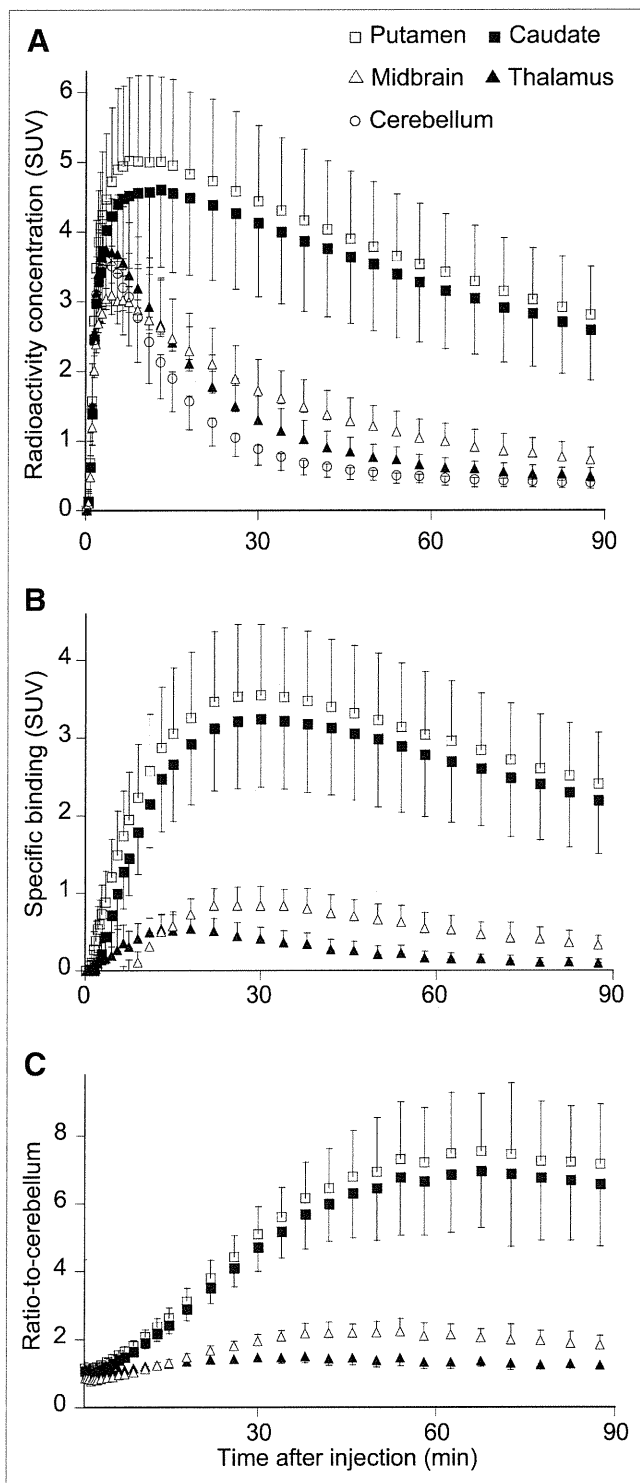 A
□ Putamen ■ Caudate
△ Midbrain ▲ Thalamus
○ Cerebellum
Radioactivity concentration (SUV)
6
5
4
3
2
1
0
0 30 60 90
B
Specific binding (SUV)
4
3
2
1
0
0 30 60 90
C
Ratio-to-cerebellum
8
6
4
2
0
30 60 90
Time after injection (min)